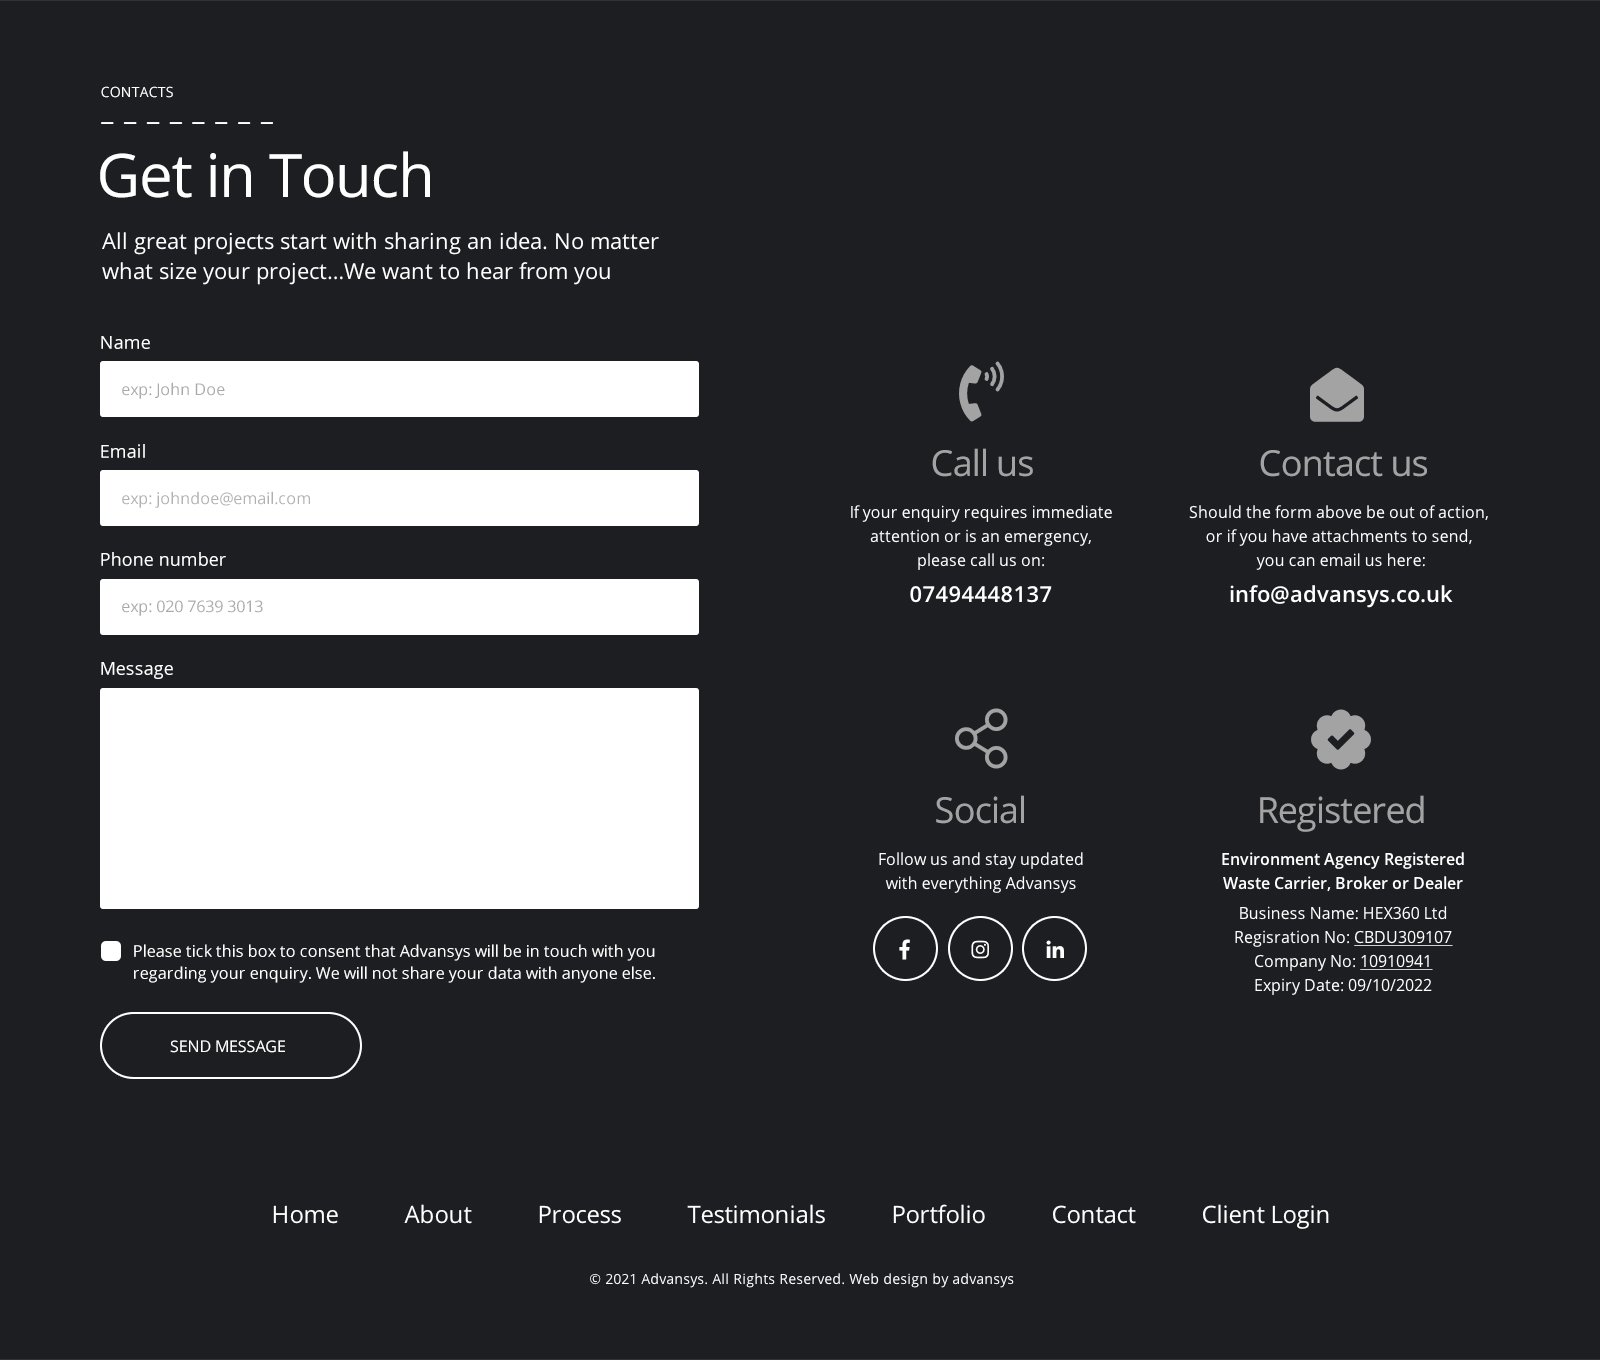 CONTACTS
Get in Touch
All great projects start with sharing an idea. No matter
what size your project...We want to hear from you
Name
exp: John Doe
Email
exp: johndoe@email.com
Phone number
exp: 020 7639 3013
Message
Please tick this box to consent that Advansys will be in touch with you
regarding your enquiry. We will not share your data with anyone else.
SEND MESSAGE
Call us
If your enquiry requires immediate
attention or is an emergency,
please call us on:
07494448137
Contact us
Should the form above be out of action,
or if you have attachments to send,
you can email us here:
info@advansys.co.uk
Social
Follow us and stay updated
with everything Advansys
Registered
Environment Agency Registered
Waste Carrier, Broker or Dealer
Business Name: HEX360 Ltd
Regisration No: CBDU309107
Company No: 10910941
Expiry Date: 09/10/2022
Home About Process Testimonials Portfolio Contact Client Login
© 2021 Advansys. All Rights Reserved. Web design by advansys